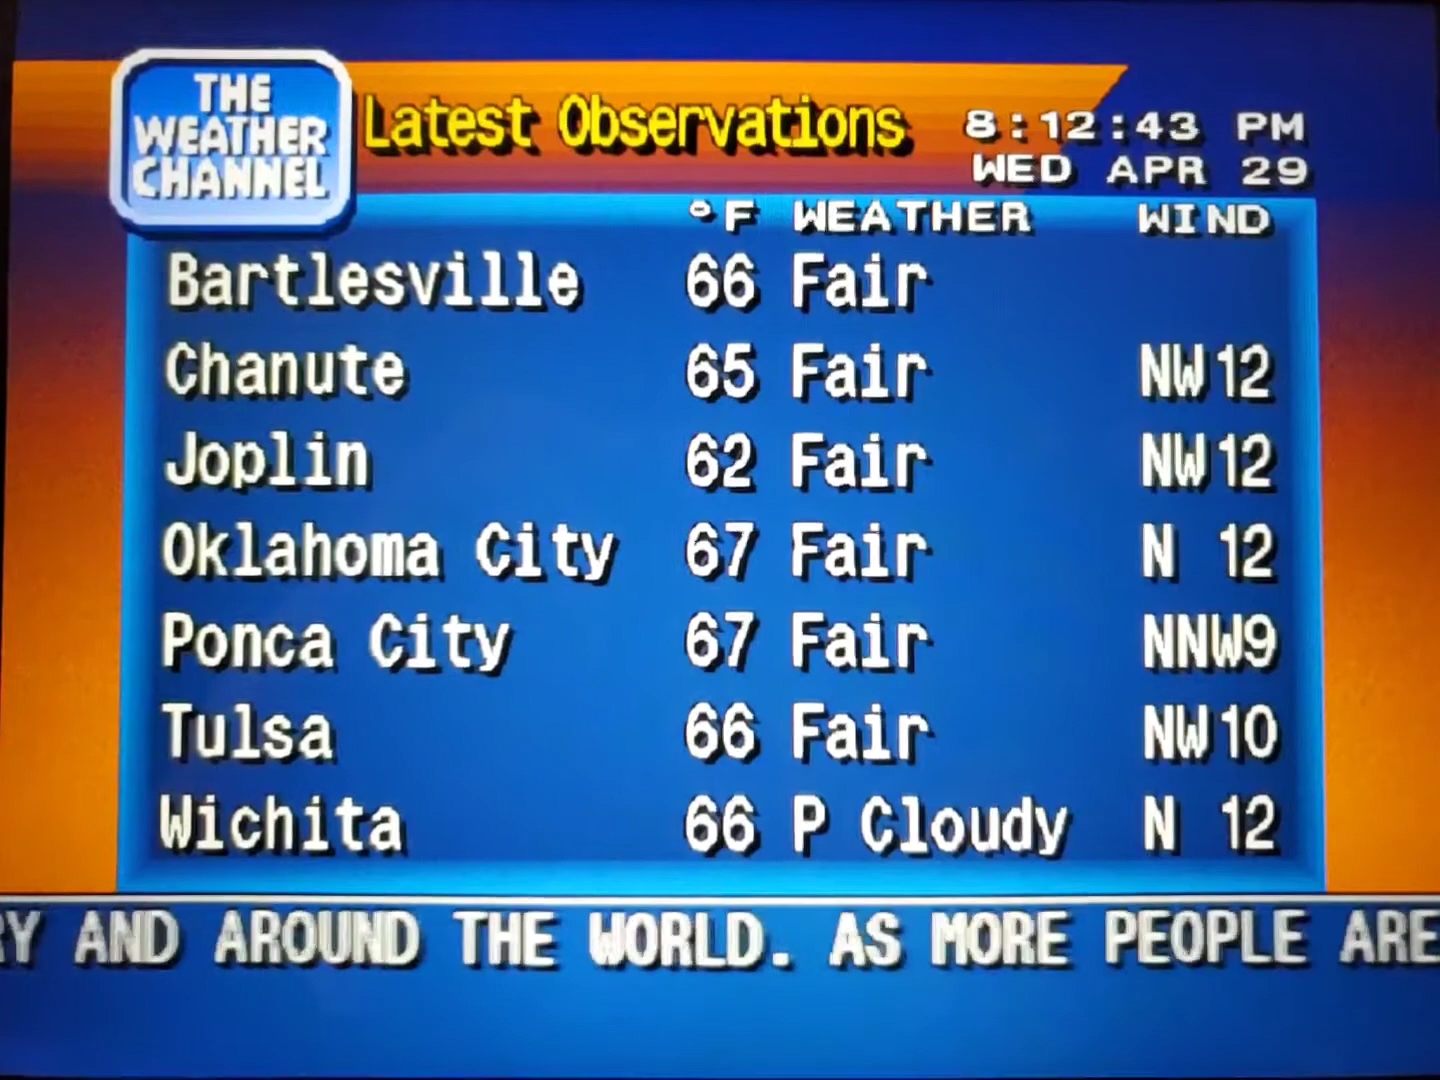 THE
WEATHER
CHANNEL
Latest Observations
8:12:43 PM
WED APR 29
°F WEATHER WIND
Bartlesville 66 Fair
Chanute 65 Fair NW 12
Joplin 62 Fair NW 12
Oklahoma City 67 Fair N 12
Ponca City 67 Fair NNW9
Tulsa 66 Fair NW 10
Wichita 66 P Cloudy N 12
RY AND AROUND THE WORLD. AS MORE PEOPLE ARE